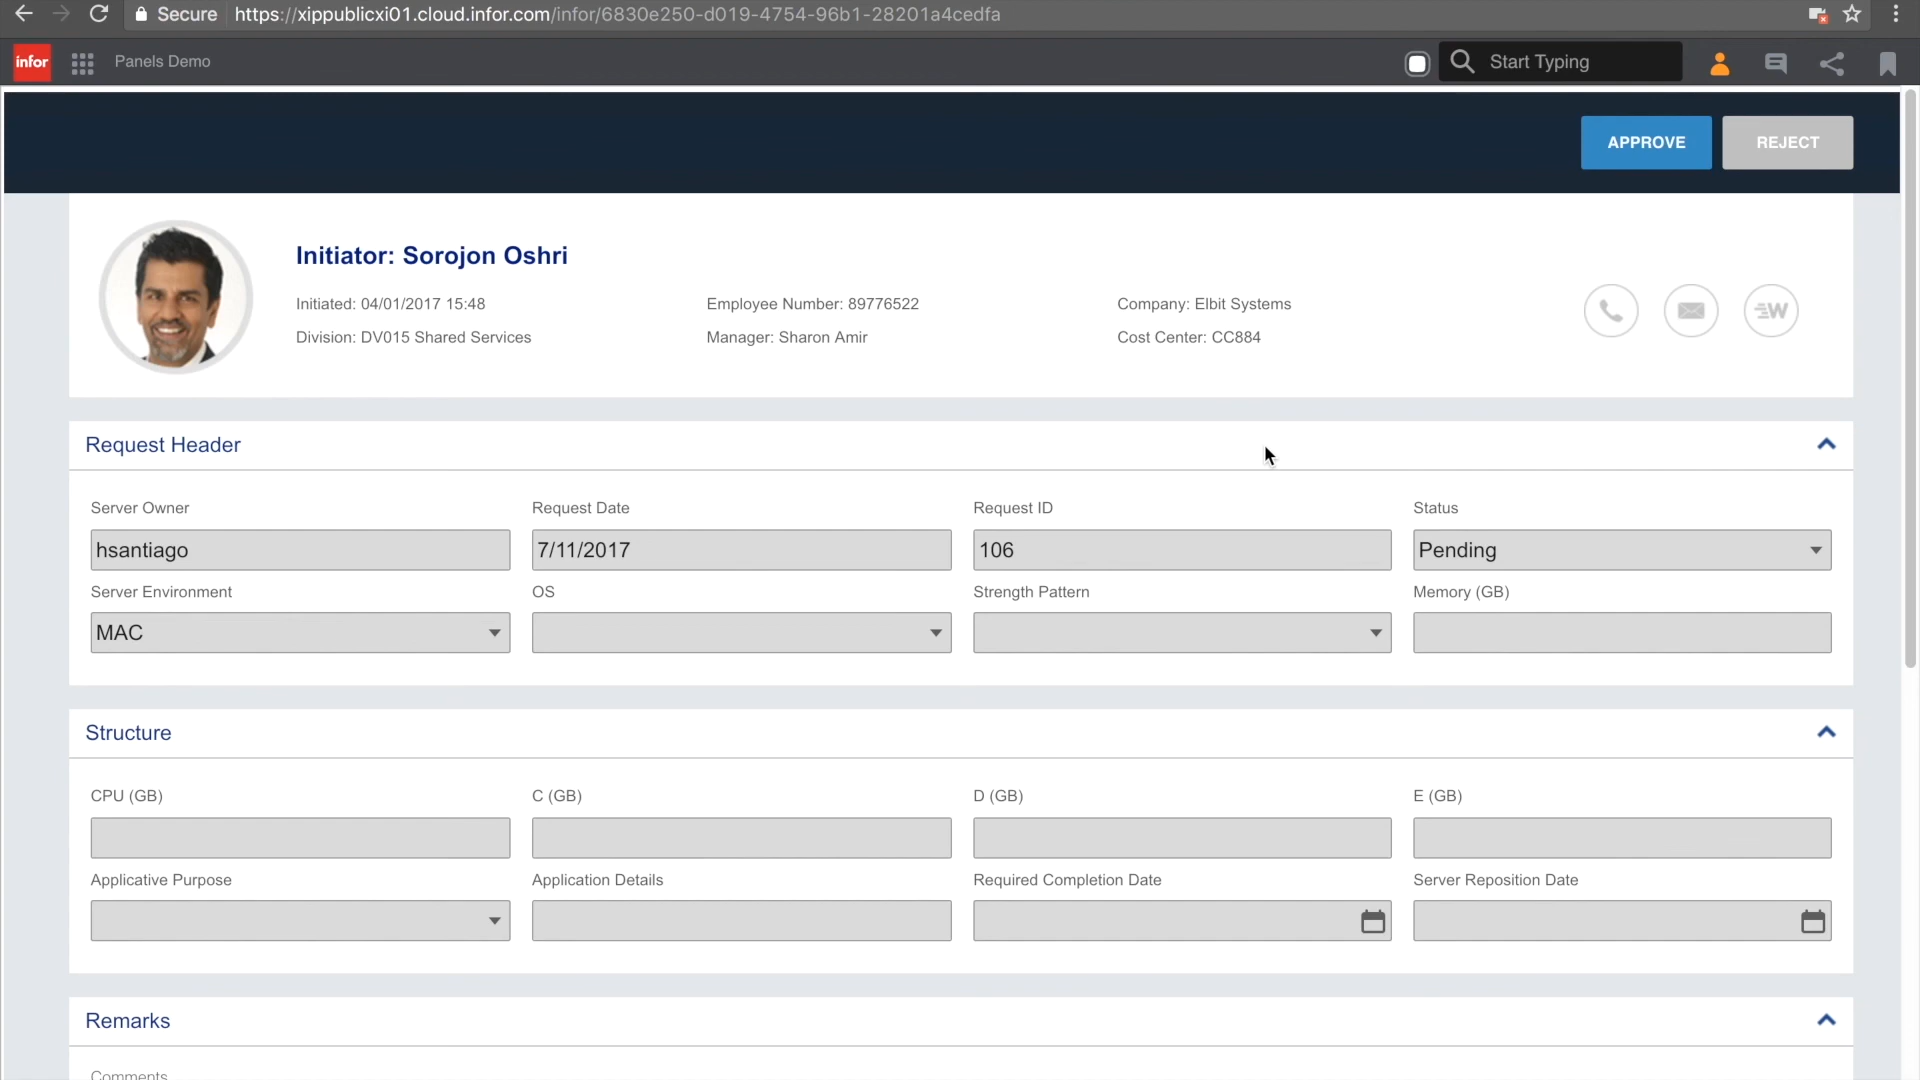 Secure https://xippublicxi01.cloud.infor.com/infor/6830e250-d019-4754-96b1-28201a4cedfa
infor Panels Demo Start Typing
APPROVE REJECT
Initiator: Sorojon Oshri
Initiated: 04/01/2017 15:48 Employee Number: 89776522 Company: Elbit Systems
Division: DV015 Shared Services Manager: Sharon Amir Cost Center: CC884
W
Request Header
Server Owner Request Date Request ID Status
hsantiago 7/11/2017 106 Pending
Server Environment OS Strength Pattern Memory (GB)
MAC
Structure
CPU (GB) C (GB) D (GB) E (GB)
Applicative Purpose Application Details Required Completion Date Server Reposition Date
Remarks
Comments